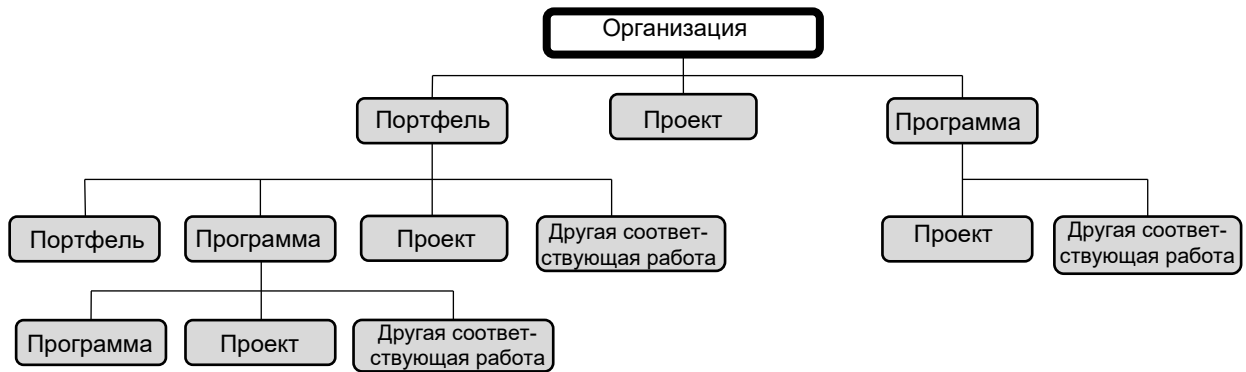 Организация
Портфель
Проект
Программа
Портфель
Программа
Проект
Другая соответ-
ствующая работа
Проект
Другая соответ-
ствующая работа
Программа
Проект
Другая соответ-
ствующая работа